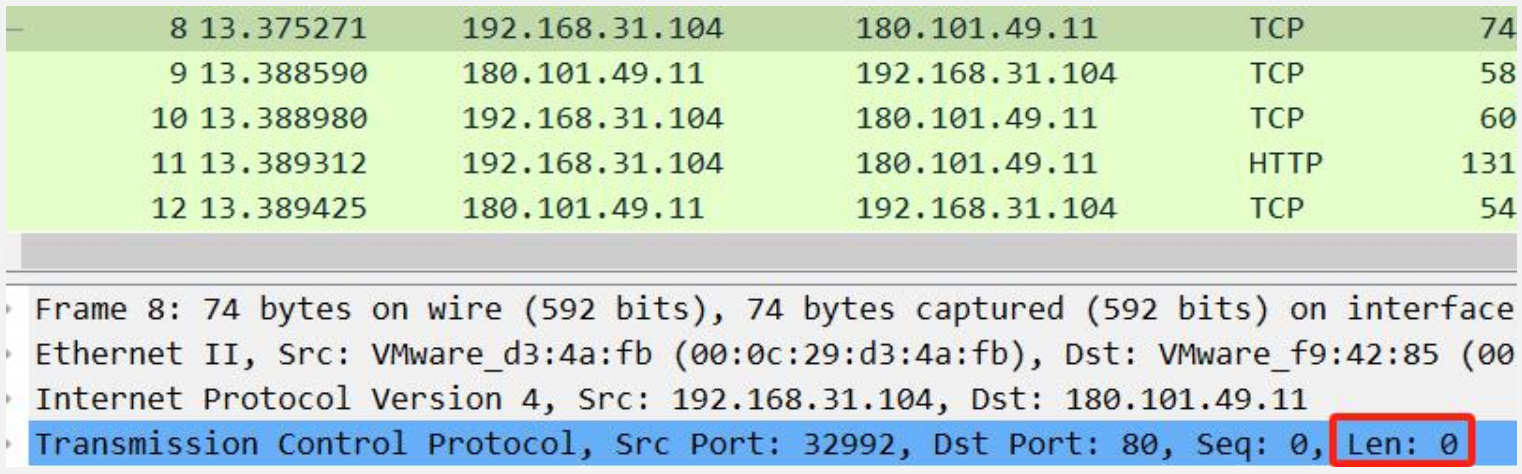 8 13.375271 192.168.31.104 180.101.49.11 TCP 74
9 13.388590 180.101.49.11 192.168.31.104 TCP 58
10 13.388980 192.168.31.104 180.101.49.11 TCP 60
11 13.389312 192.168.31.104 180.101.49.11 HTTP 131
12 13.389425 180.101.49.11 192.168.31.104 TCP 54
Frame 8: 74 bytes on wire (592 bits), 74 bytes captured (592 bits) on interface
Ethernet II, Src: VMware_d3:4a:fb (00:0c:29:d3:4a:fb), Dst: VMware_f9:42:85 (00
Internet Protocol Version 4, Src: 192.168.31.104, Dst: 180.101.49.11
Transmission Control Protocol, Src Port: 32992, Dst Port: 80, Seq: 0, Len: 0